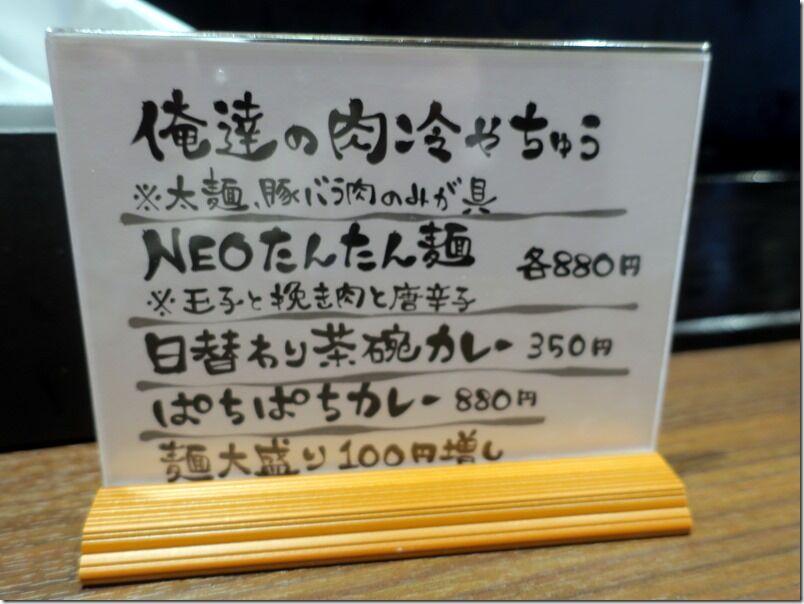 俺達の肉冷やちゅう
※太麺、豚バラ肉のみが具
NEOたんたん麺 各880円
※玉子と挽き肉と唐辛子
日替わり茶碗カレー 350円
ぱちぱちカレー 880円
麺大盛り100円増し